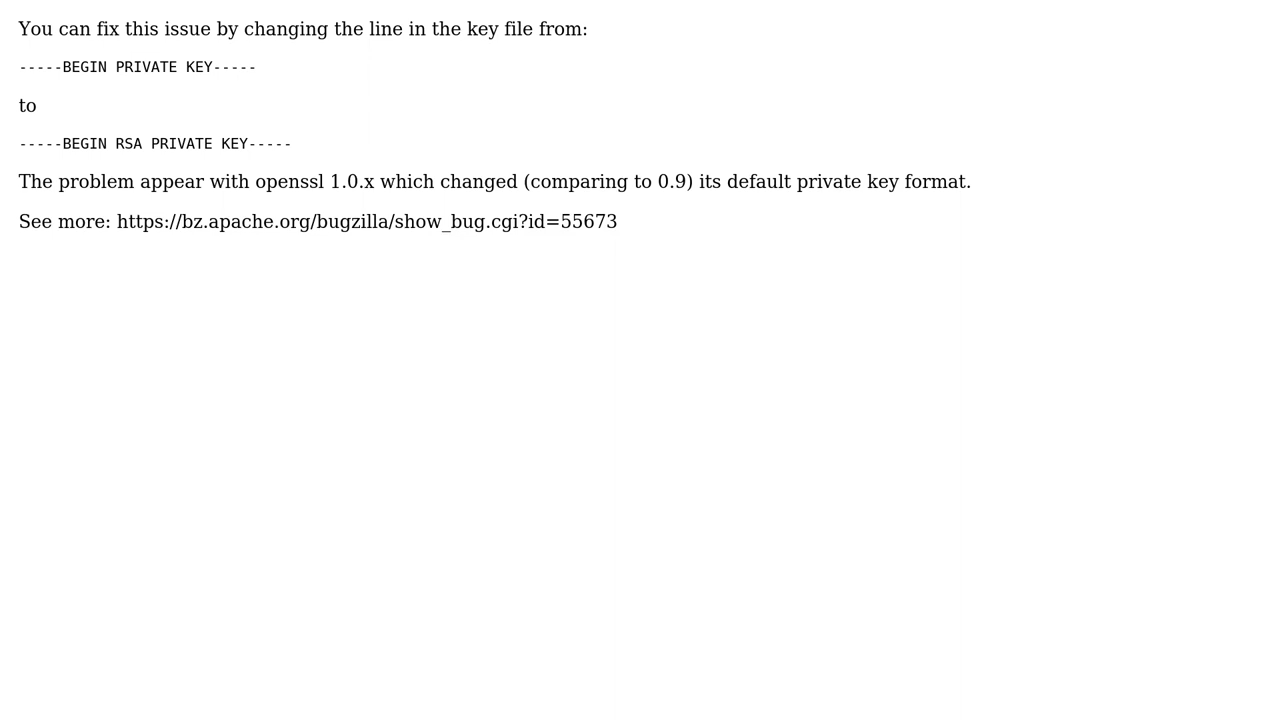 You can fix this issue by changing the line in the key file from:
-----BEGIN PRIVATE KEY-----
to
-----BEGIN RSA PRIVATE KEY-----
The problem appear with openssl 1.0.x which changed (comparing to 0.9) its default private key format.
See more: https://bz.apache.org/bugzilla/show_bug.cgi?id=55673